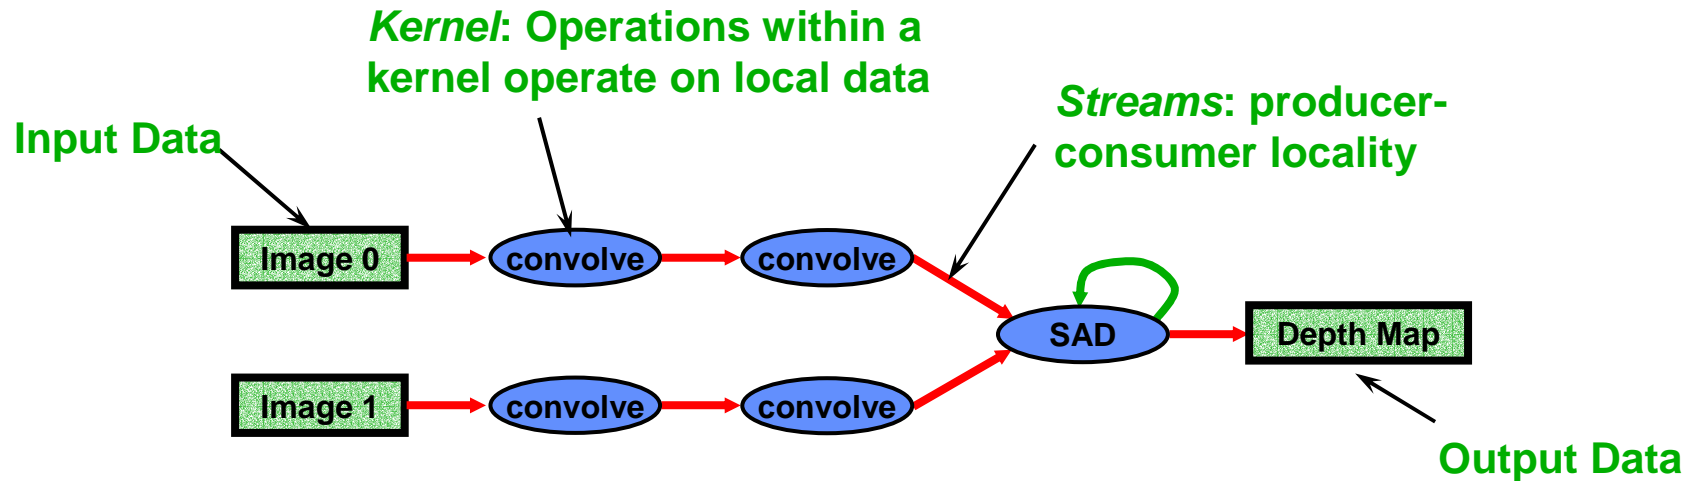 Kernel: Operations within a
kernel operate on local data
Streams: producer-
consumer locality
Input Data
Image 0
convolve
convolve
SAD
Depth Map
Image 1
convolve
convolve
Output Data